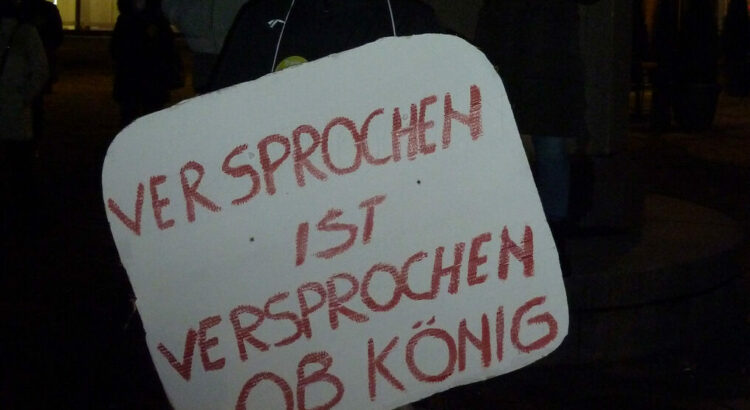 VERSPROCHEN
IST
VERSPROCHEN
OB KÖNIG